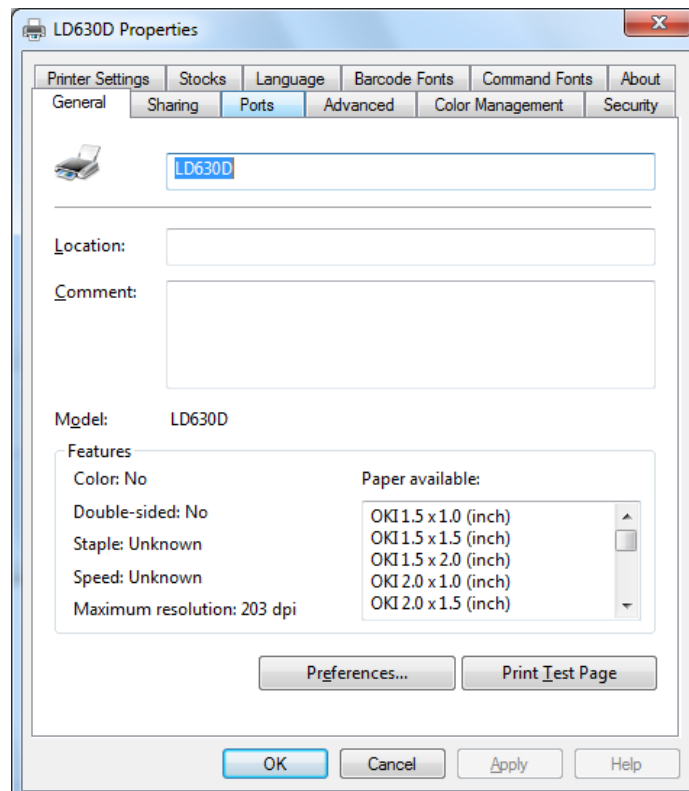 LD630D Properties
Printer Settings Stocks Language Barcode Fonts Command Fonts About
General Sharing Ports Advanced Color Management Security
LD630D
Location:
Comment:
Model: LD630D
Features
Color: No
Double-sided: No
Staple: Unknown
Speed: Unknown
Maximum resolution: 203 dpi
Paper available:
OKI 1.5 x 1.0 (inch)
OKI 1.5 x 1.5 (inch)
OKI 1.5 x 2.0 (inch)
OKI 2.0 x 1.0 (inch)
OKI 2.0 x 1.5 (inch)
Preferences... Print Test Page
OK Cancel Apply Help